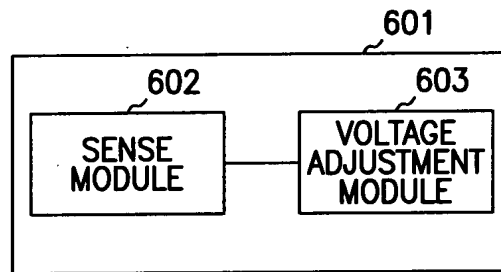 601
602
603
SENSE
MODULE
VOLTAGE
ADJUSTMENT
MODULE